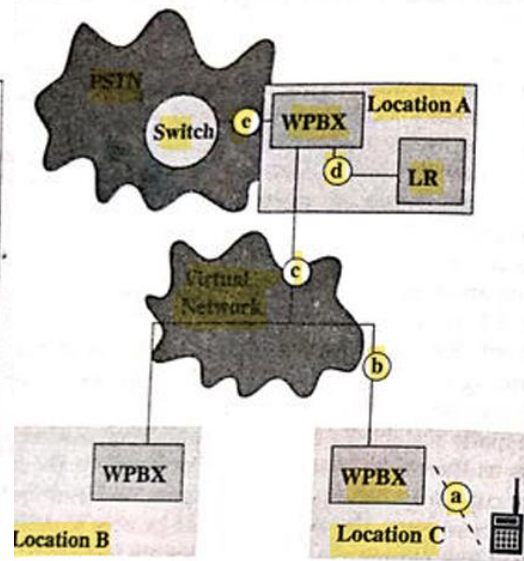 PSTN
Switch
e
WPBX
Location A
d
LR
c
Virtual
Network
b
WPBX
WPBX
a
Location B
Location C